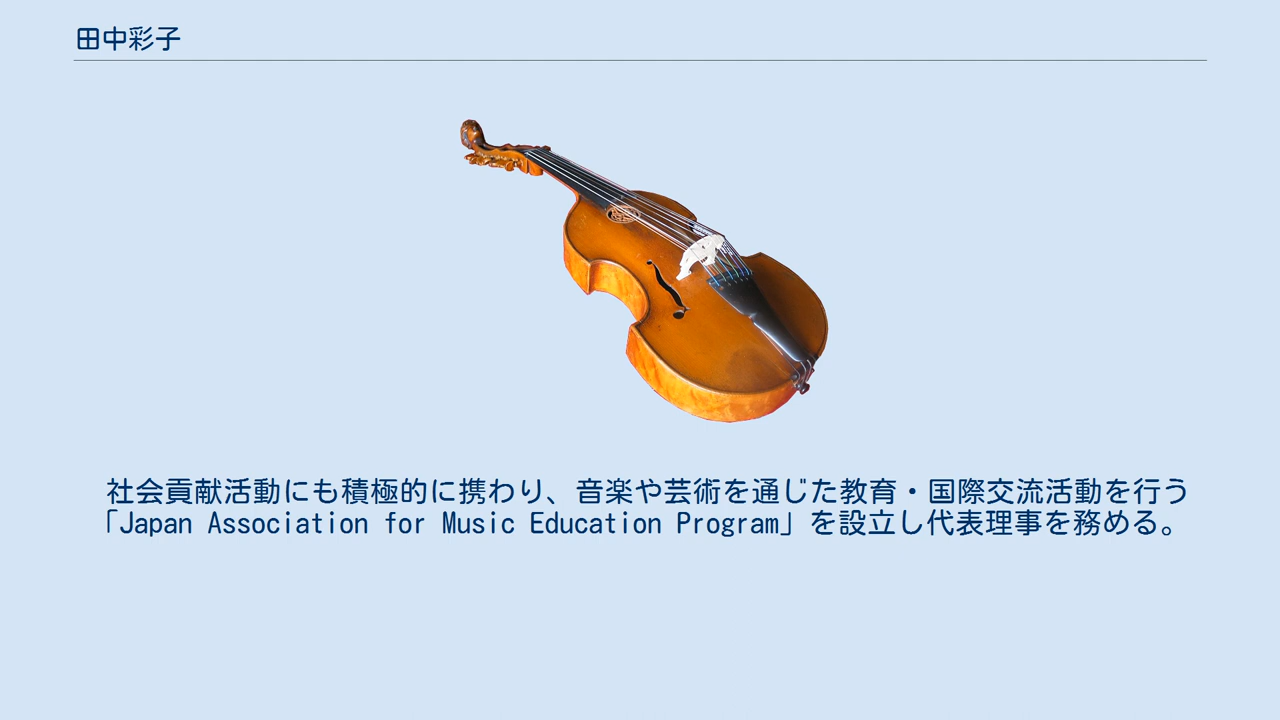 田中彩子
社会貢献活動にも積極的に携わり、音楽や芸術を通じた教育・国際交流活動を行う
「Japan Association for Music Education Program」を設立し代表理事を務める。